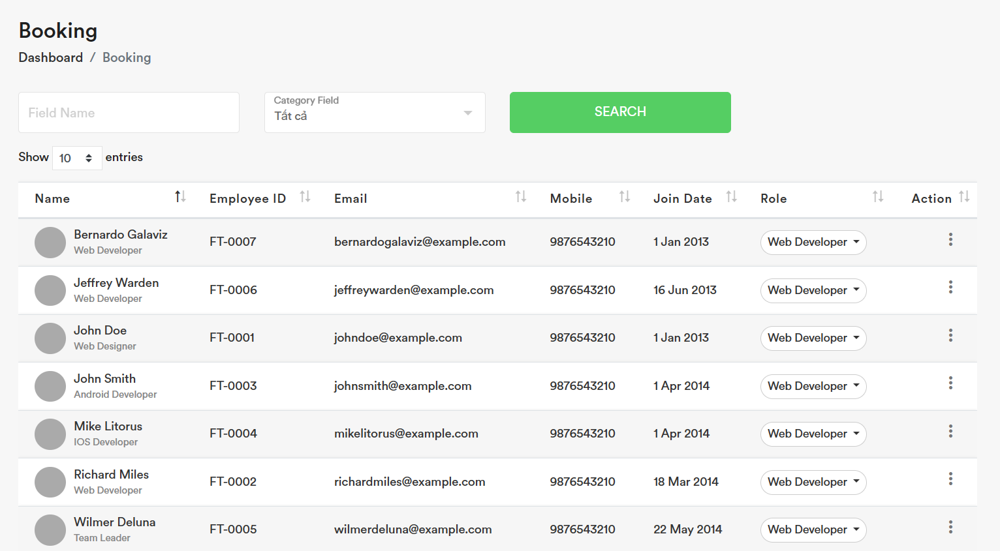 Booking
Dashboard / Booking
Field Name
Category Field
Tất cả
SEARCH
Show 10 entries
Name Employee ID Email Mobile Join Date Role Action
Bernardo Galaviz
Web Developer
FT-0007 bernardogalaviz@example.com 9876543210 1 Jan 2013 Web Developer
Jeffrey Warden
Web Developer
FT-0006 jeffreywarden@example.com 9876543210 16 Jun 2013 Web Developer
John Doe
Web Designer
FT-0001 johndoe@example.com 9876543210 1 Jan 2013 Web Developer
John Smith
Android Developer
FT-0003 johnsmith@example.com 9876543210 1 Apr 2014 Web Developer
Mike Litorus
IOS Developer
FT-0004 mikelitorus@example.com 9876543210 1 Apr 2014 Web Developer
Richard Miles
Web Developer
FT-0002 richardmiles@example.com 9876543210 18 Mar 2014 Web Developer
Wilmer Deluna
Team Leader
FT-0005 wilmerdeluna@example.com 9876543210 22 May 2014 Web Developer